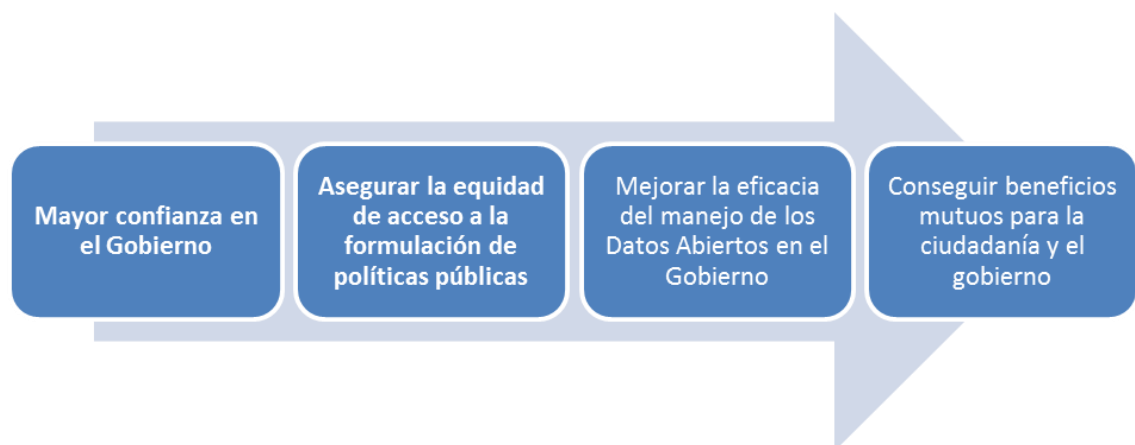 Mayor confianza en
el Gobierno
Asegurar la equidad
de acceso a la
formulación de
políticas públicas
Mejorar la eficacia
del manejo de los
Datos Abiertos en el
Gobierno
Conseguir beneficios
mutuos para la
ciudadanía y el
gobierno